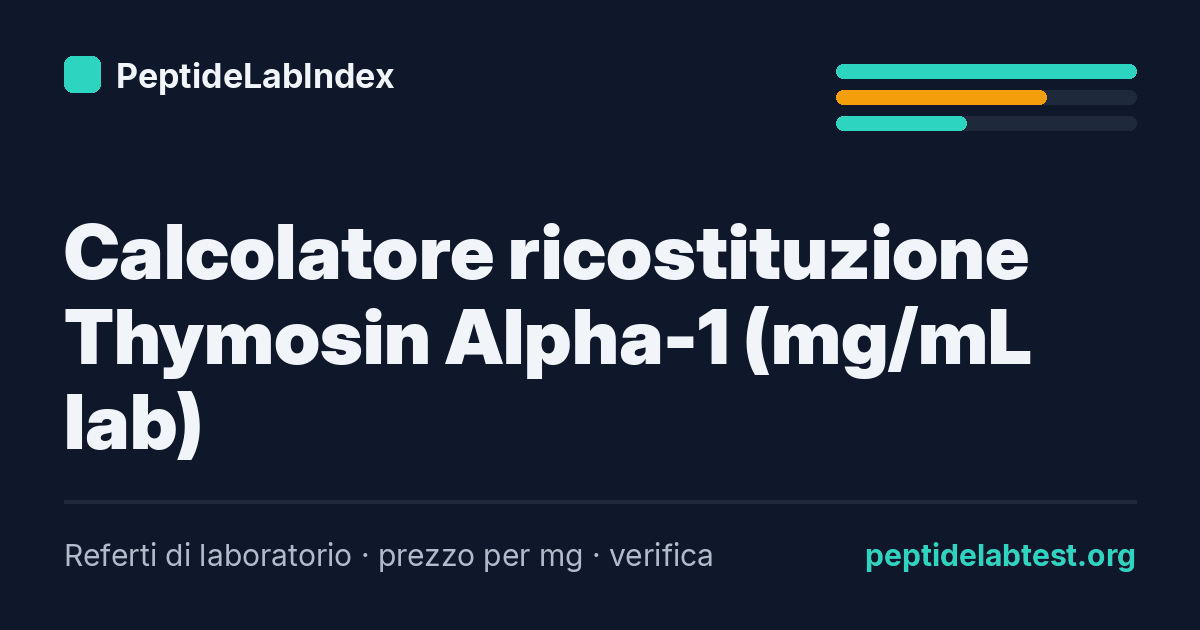 PeptideLabIndex
Calcolatore ricostituzione
Thymosin Alpha-1 (mg/mL
lab)
Referti di laboratorio · prezzo per mg · verifica
peptidelabtest.org